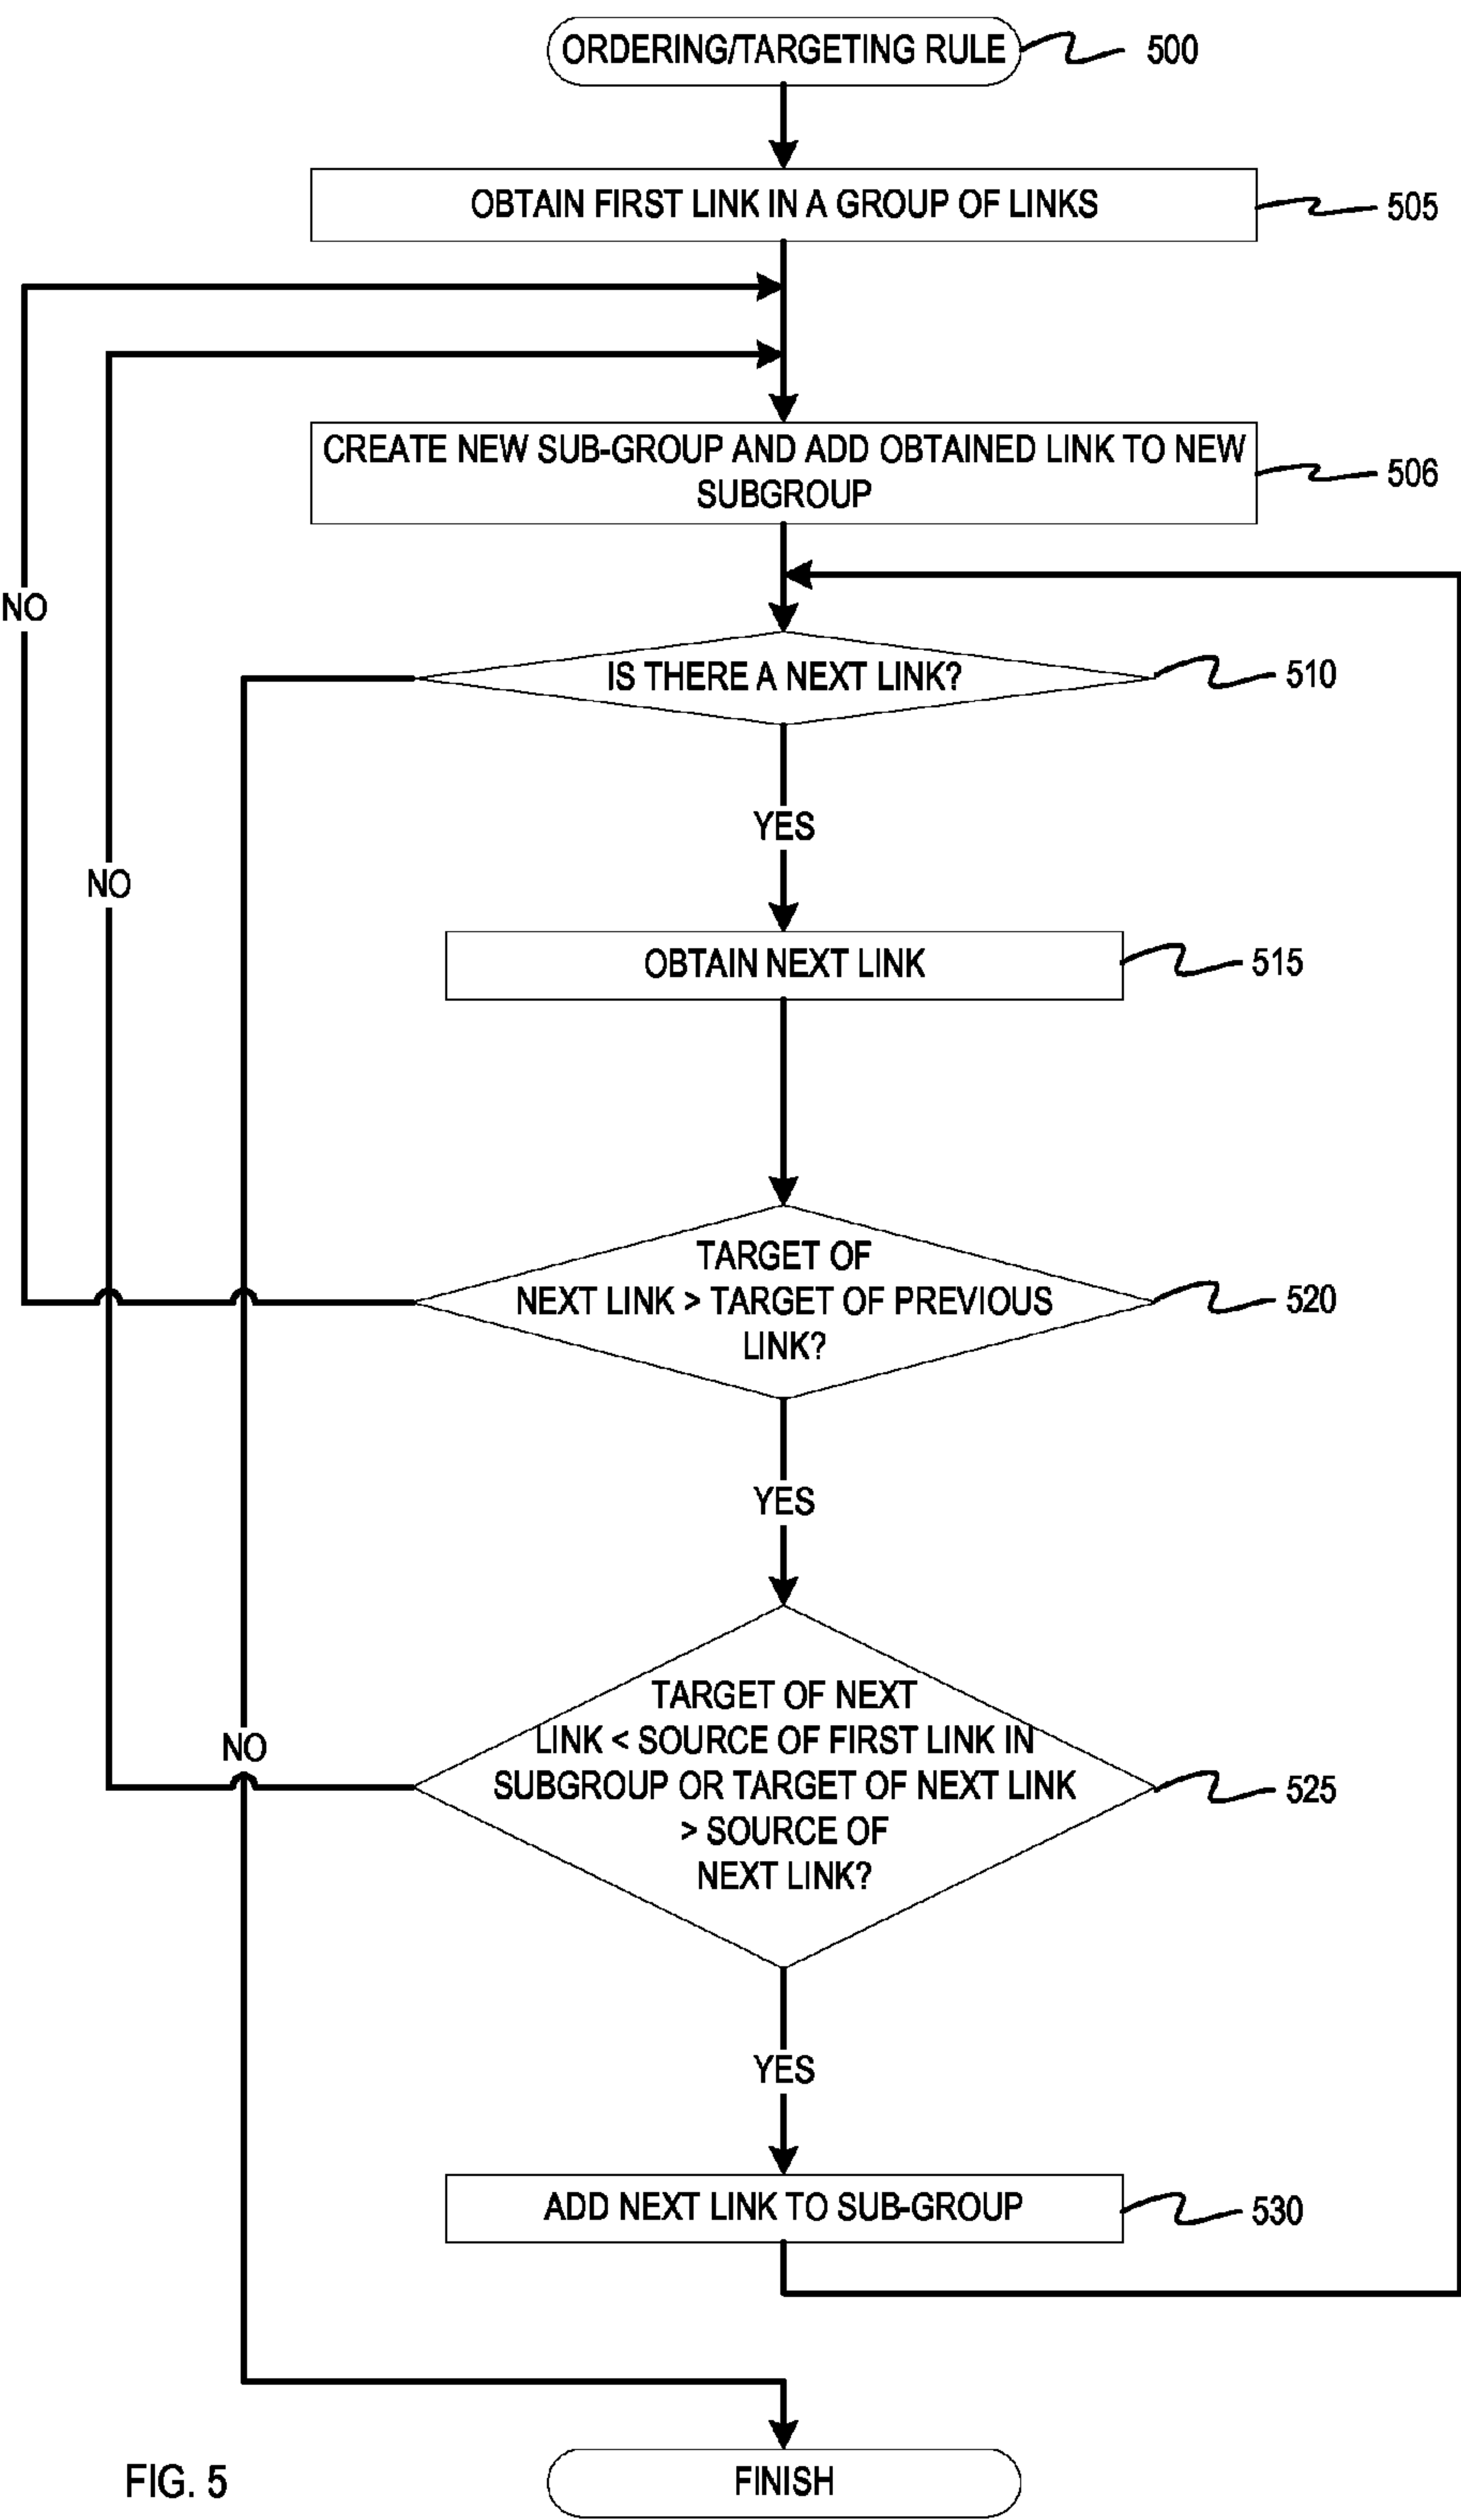 ORDERING/TARGETING RULE
500
OBTAIN FIRST LINK IN A GROUP OF LINKS
505
CREATE NEW SUB-GROUP AND ADD OBTAINED LINK TO NEW
SUBGROUP
506
NO
IS THERE A NEXT LINK?
510
YES
NO
OBTAIN NEXT LINK
515
TARGET OF
NEXT LINK > TARGET OF PREVIOUS
LINK?
520
YES
TARGET OF NEXT
LINK < SOURCE OF FIRST LINK IN
SUBGROUP OR TARGET OF NEXT LINK
> SOURCE OF
NEXT LINK?
525
NO
YES
ADD NEXT LINK TO SUB-GROUP
530
FINISH
FIG. 5